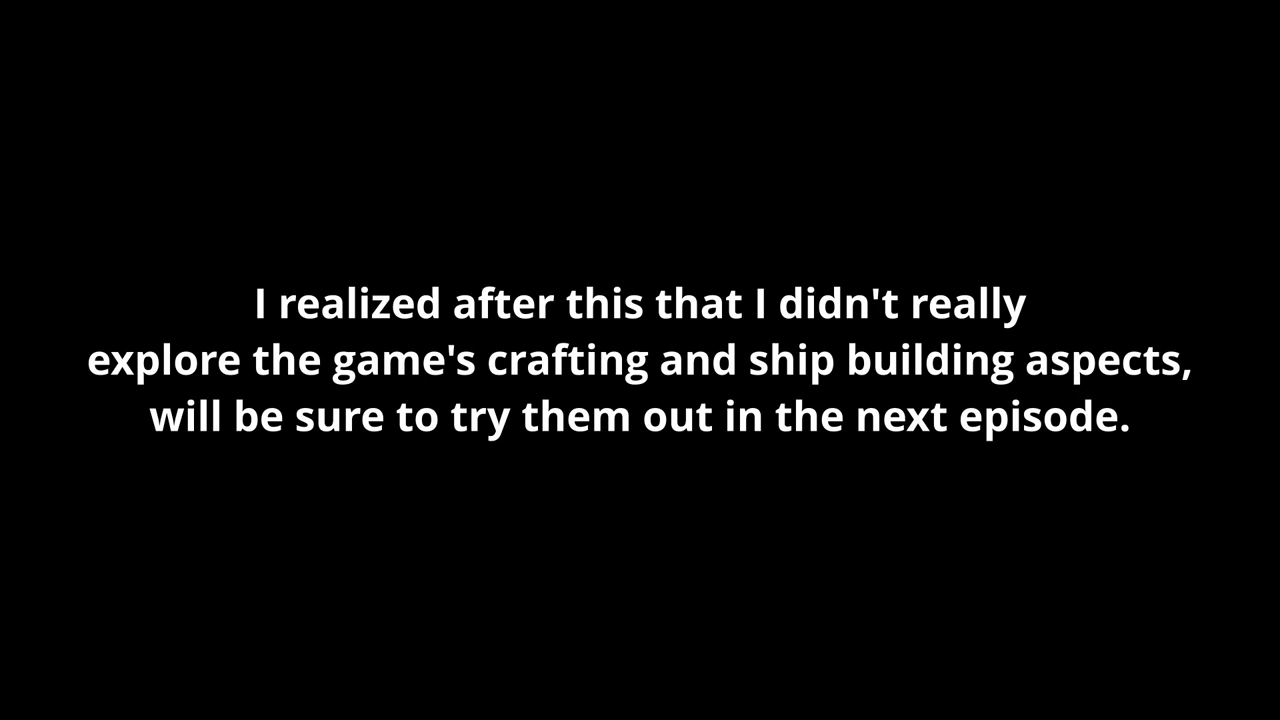 I realized after this that I didn't really
explore the game's crafting and ship building aspects,
will be sure to try them out in the next episode.